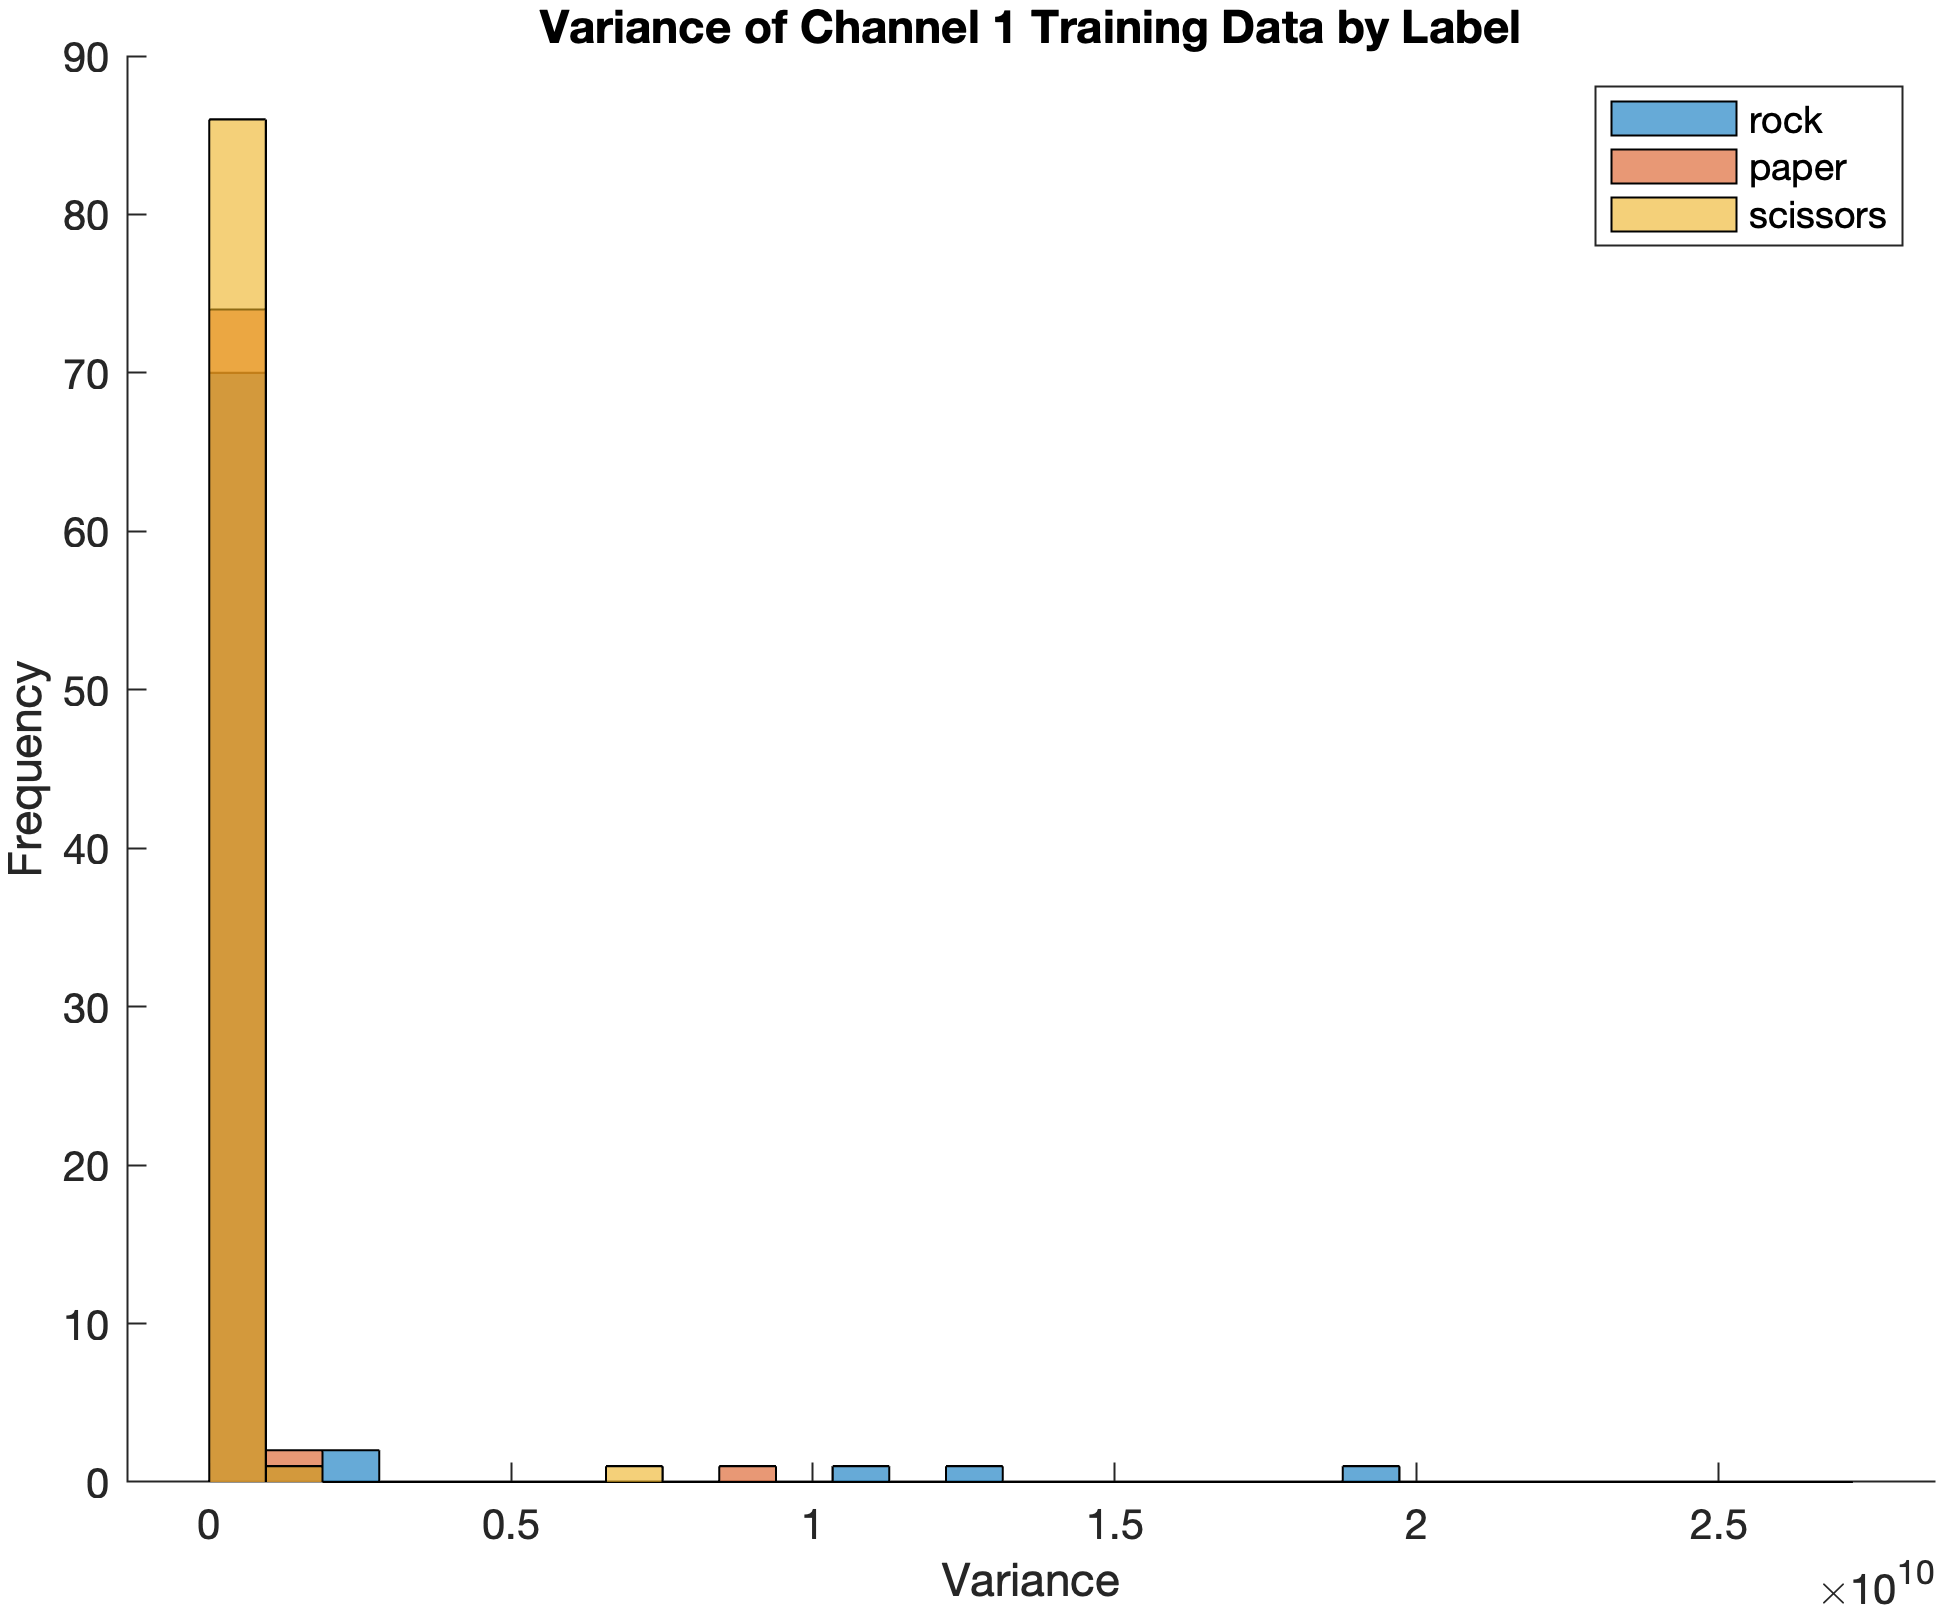 Variance of Channel 1 Training Data by Label
90
80
70
60
50
40
30
20
10
0
Frequency
rock
paper
scissors
0 0.5 1 1.5 2 2.5
Variance
×10^10